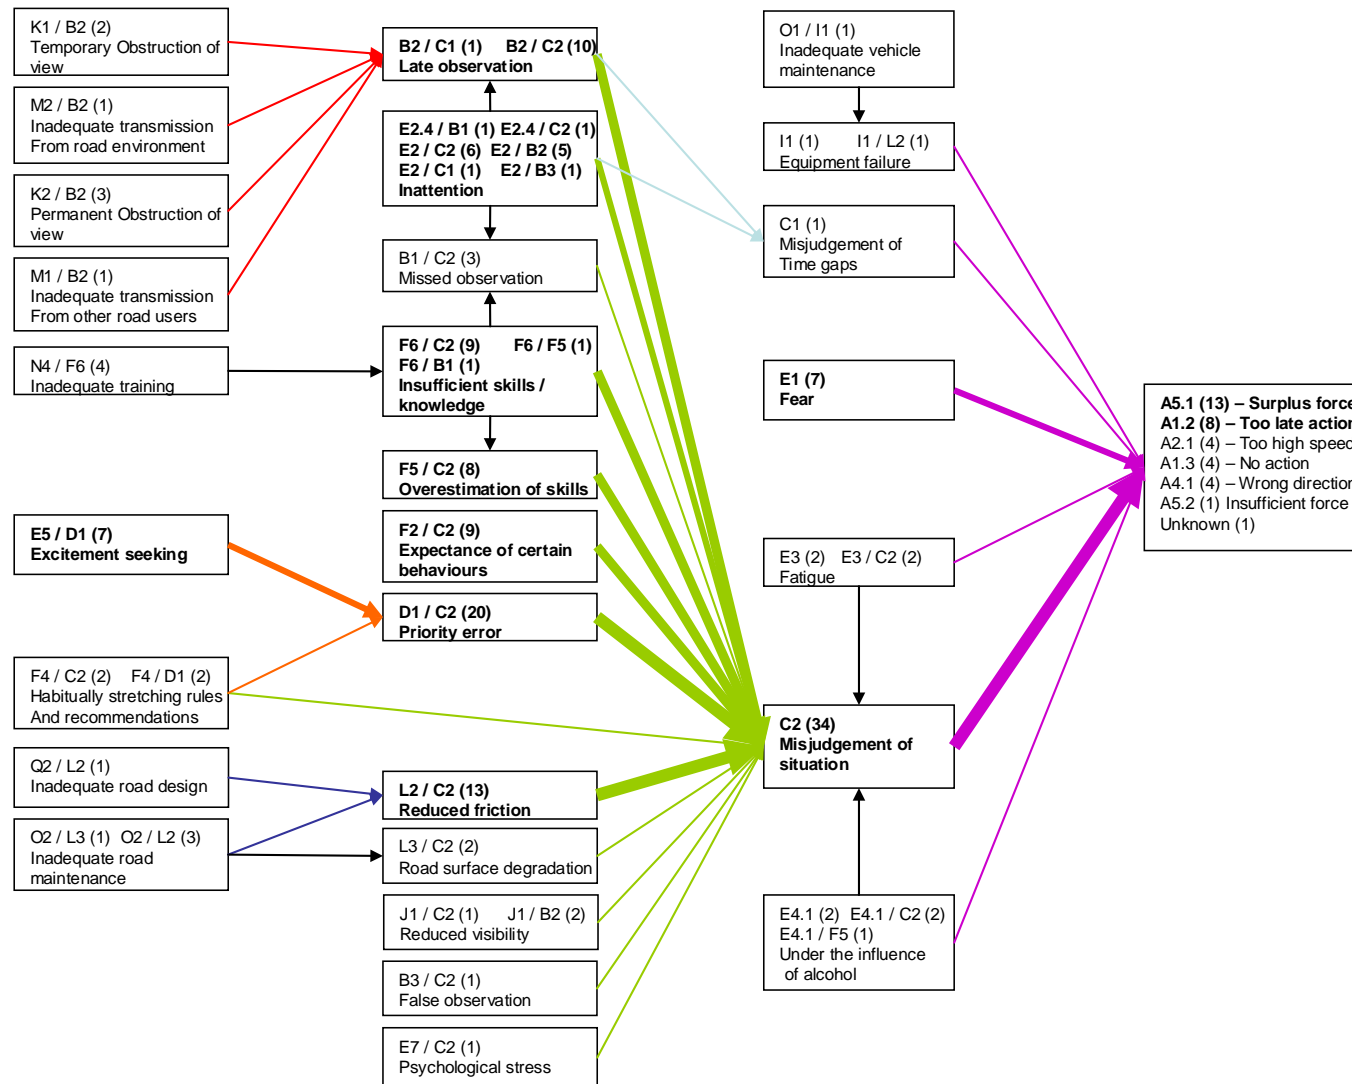 K1 / B2 (2)
Temporary Obstruction of
view
M2 / B2 (1)
Inadequate transmission
From road environment
K2 / B2 (3)
Permanent Obstruction of
view
M1 / B2 (1)
Inadequate transmission
From other road users
N4 / F6 (4)
Inadequate training
E5 / D1 (7)
Excitement seeking
F4 / C2 (2) F4 / D1 (2)
Habitually stretching rules
And recommendations
Q2 / L2 (1)
Inadequate road design
O2 / L3 (1) O2 / L2 (3)
Inadequate road
maintenance
B2 / C1 (1) B2 / C2 (10)
Late observation
E2.4 / B1 (1) E2.4 / C2 (1)
E2 / C2 (6) E2 / B2 (5)
E2 / C1 (1) E2 / B3 (1)
Inattention
B1 / C2 (3)
Missed observation
F6 / C2 (9) F6 / F5 (1)
F6 / B1 (1)
Insufficient skills /
knowledge
F5 / C2 (8)
Overestimation of skills
F2 / C2 (9)
Expectance of certain
behaviours
D1 / C2 (20)
Priority error
L2 / C2 (13)
Reduced friction
L3 / C2 (2)
Road surface degradation
J1 / C2 (1) J1 / B2 (2)
Reduced visibility
B3 / C2 (1)
False observation
E7 / C2 (1)
Psychological stress
O1 / I1 (1)
Inadequate vehicle
maintenance
I1 (1) I1 / L2 (1)
Equipment failure
C1 (1)
Misjudgement of
Time gaps
E1 (7)
Fear
E3 (2) E3 / C2 (2)
Fatigue
C2 (34)
Misjudgement of
situation
E4.1 (2) E4.1 / C2 (2)
E4.1 / F5 (1)
Under the influence
of alcohol
A5.1 (13) – Surplus force
A1.2 (8) – Too late action
A2.1 (4) – Too high speed
A1.3 (4) – No action
A4.1 (4) – Wrong direction
A5.2 (1) Insufficient force
Unknown (1)